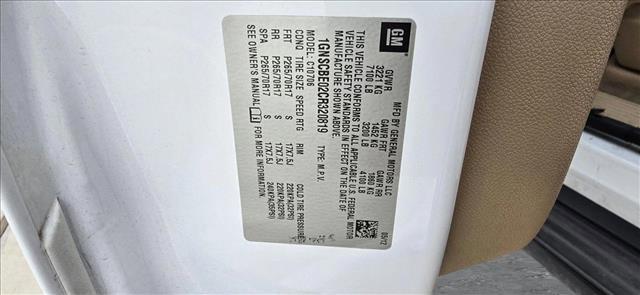 GM
MFD BY GENERAL MOTORS LLC
05/12
GVWR GAWR FRT GAWR RR
3221 KG 1452 KG 1860 KG
7100 LB 3200 LB 4100 LB
THIS VEHICLE CONFORMS TO ALL APPLICABLE U.S. FEDERAL MOTOR
VEHICLE SAFETY STANDARDS IN EFFECT ON THE DATE OF
MANUFACTURE SHOWN ABOVE.
1GNSCBE02CR320819 TYPE: M.P.V.
MODEL: C10706
CDNQ TIRE SIZE SPEED RTG RIM COLD TIRE PRESSURE
FRT P265/70R17 S 17X7.5J 220KPA(32PSI)
RR P265/70R17 S 17X7.5J 220KPA(32PSI)
SPA P265/70R17 S 17X7.5J 240KPA(35PSI)
SEE OWNER'S MANUAL FOR MORE INFORMATION.